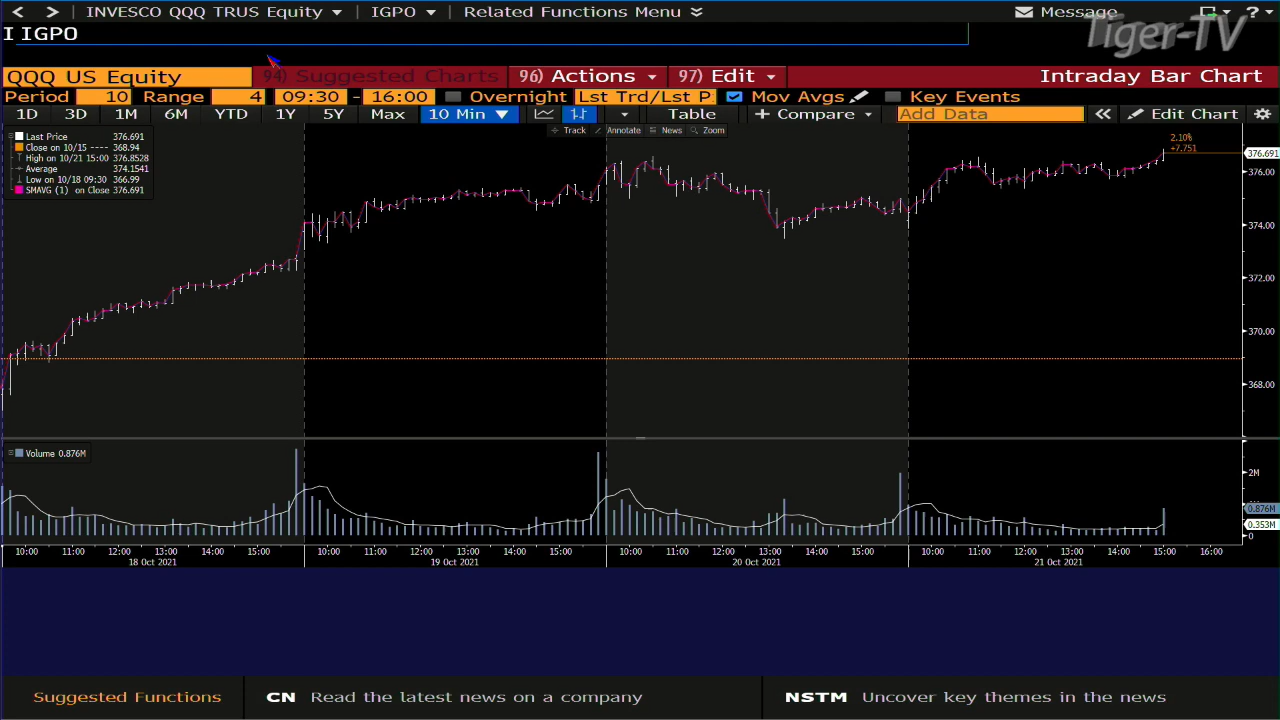 INVESCO QQQ TRUS Equity IGPO Related Functions Menu Message ?
I IGPO
Tiger-TV
QQQ US Equity 94) Suggested Charts 96) Actions 97) Edit Intraday Bar Chart
Period 10 Range 4 09:30 - 16:00 Overnight Lst Trd/Lst P Mov Avgs Key Events
1D 3D 1M 6M YTD 1Y 5Y Max 10 Min Table + Compare Add Data « Edit Chart
Track Annotate News Zoom
Last Price 376.691
Close on 10/15 ---- 368.94
High on 10/21 15:00 376.8528
Average 374.1541
Low on 10/18 09:30 366.99
SMAVG (1) on Close 376.691
2.10%
+7.751
376.691
376.00
374.00
372.00
370.00
368.00
Volume 0.876M
2M
0.876M
0.353M
0
10:00 11:00 12:00 13:00 14:00 15:00 10:00 11:00 12:00 13:00 14:00 15:00 10:00 11:00 12:00 13:00 14:00 15:00 10:00 11:00 12:00 13:00 14:00 15:00 16:00
18 Oct 2021 19 Oct 2021 20 Oct 2021 21 Oct 2021
Suggested Functions CN Read the latest news on a company NSTM Uncover key themes in the news